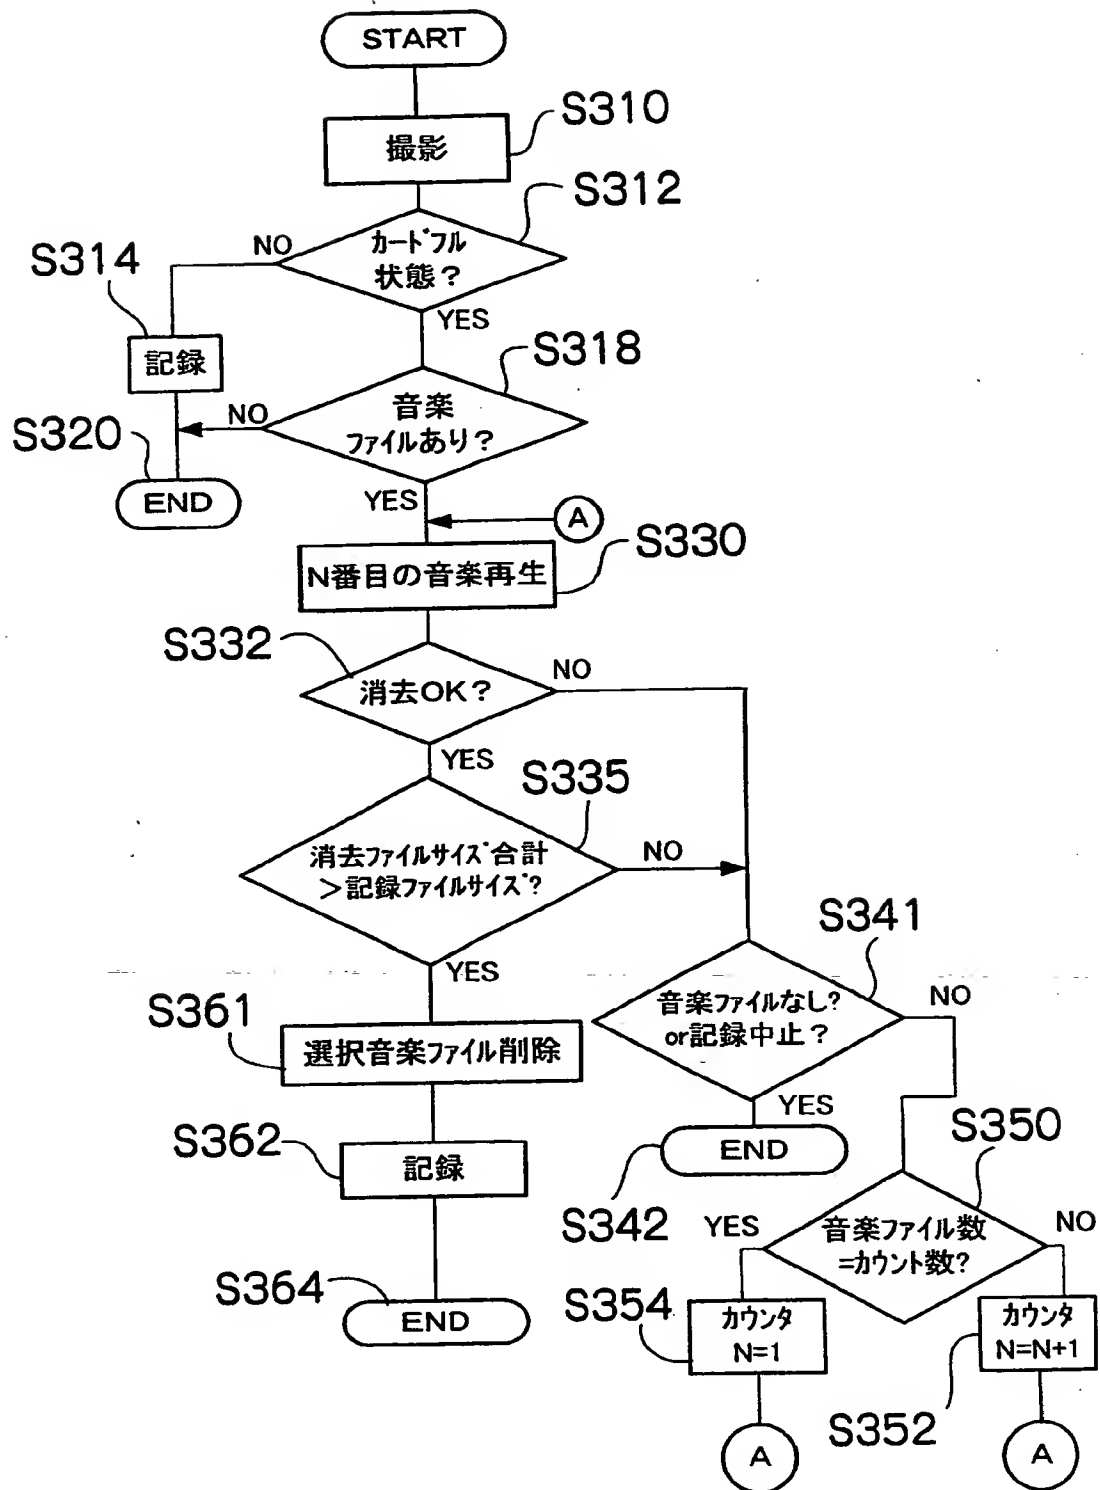 START
S310
撮影
S312
カード フル
状態?
NO
YES
S314
記録
S318
音楽
ファイルあり?
NO
YES
S320
END
A
S330
N番目の音楽再生
S332
消去OK?
NO
YES
S335
消去ファイルサイズ合計
>記録ファイルサイズ?
NO
YES
S341
音楽ファイルなし?
or記録中止?
NO
YES
S361
選択音楽ファイル削除
S342
END
S362
記録
S350
音楽ファイル数
=カウント数?
YES
NO
S364
END
S354
カウンタ
N=1
カウンタ
N=N+1
S352
A
A